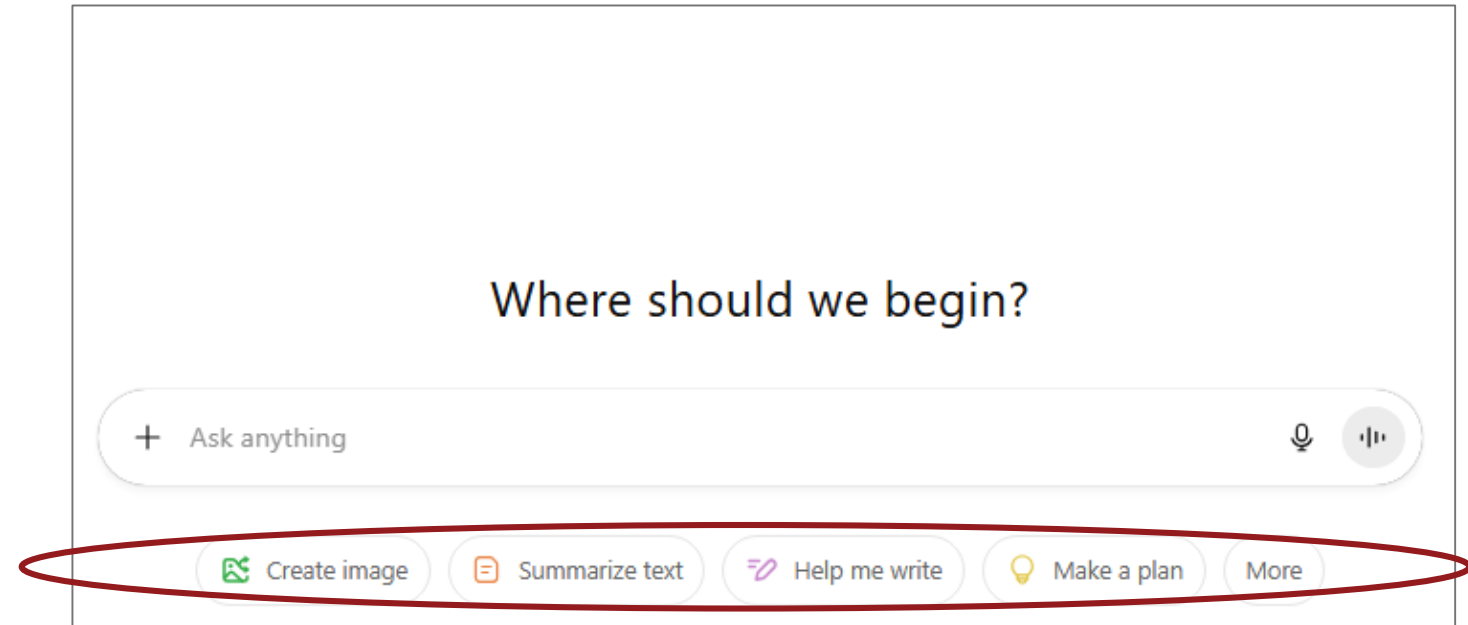 Where should we begin?
Ask anything
Create image Summarize text Help me write Make a plan More